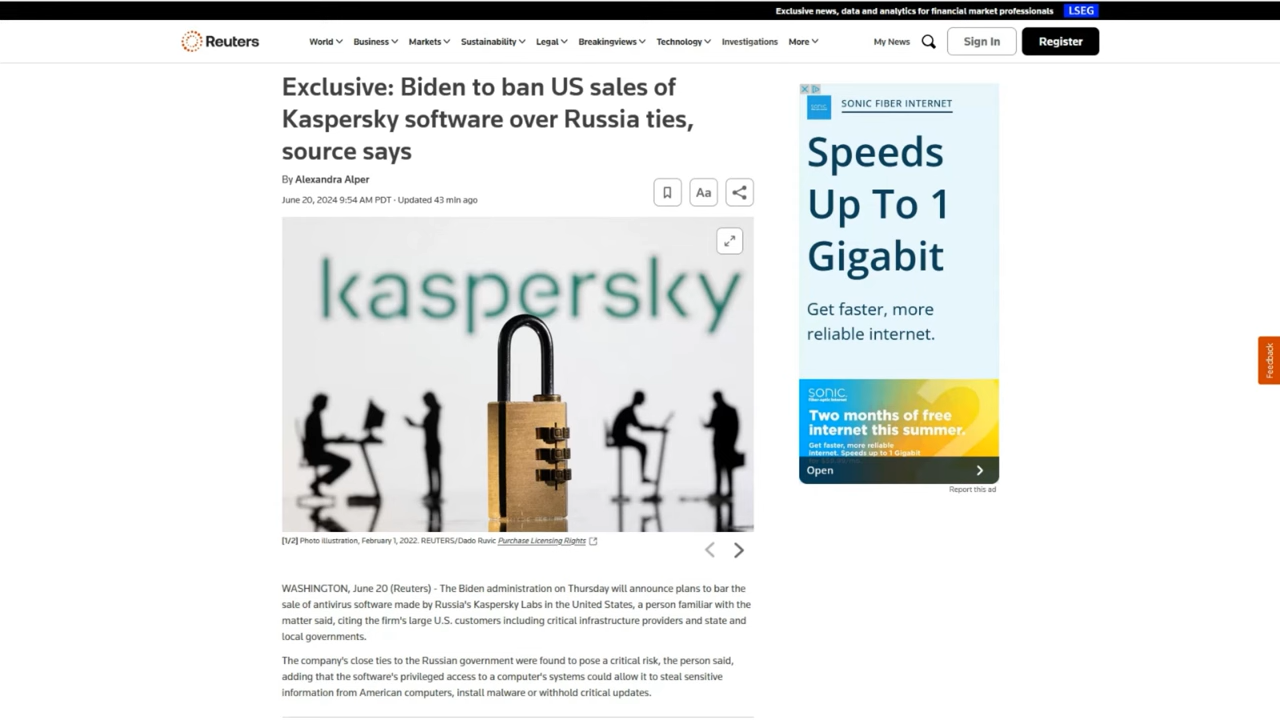 Exclusive news, data and analytics for financial market professionals LSEG
Reuters World Business Markets Sustainability Legal Breakingviews Technology Investigations More My News Sign In Register
Exclusive: Biden to ban US sales of
Kaspersky software over Russia ties,
source says
By Alexandra Alper
June 20, 2024 9:54 AM PDT · Updated 43 min ago
Aa
kaspersky
[1/2] Photo illustration, February 1, 2022. REUTERS/Dado Ruvic Purchase Licensing Rights
WASHINGTON, June 20 (Reuters) - The Biden administration on Thursday will announce plans to bar the
sale of antivirus software made by Russia's Kaspersky Labs in the United States, a person familiar with the
matter said, citing the firm's large U.S. customers including critical infrastructure providers and state and
local governments.
The company's close ties to the Russian government were found to pose a critical risk, the person said,
adding that the software's privileged access to a computer's systems could allow it to steal sensitive
information from American computers, install malware or withhold critical updates.
SONIC FIBER INTERNET
Speeds
Up To 1
Gigabit
Get faster, more
reliable internet.
sonic
Two months of free
internet this summer.
Get faster, more reliable
internet. Speeds up to 1 Gigabit
Open
Report this ad
Feedback